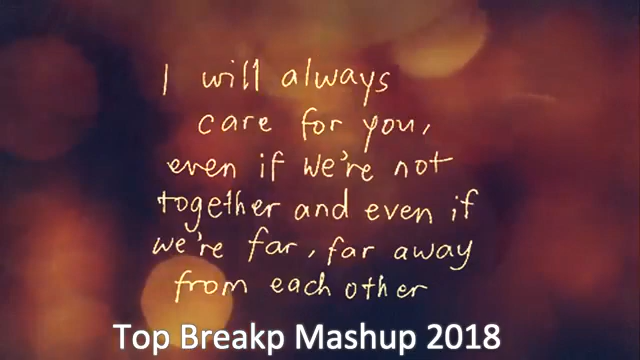 I will always
care for you,
even if we're not
together and even if
we're far, far away
from each other
Top Breakp Mashup 2018